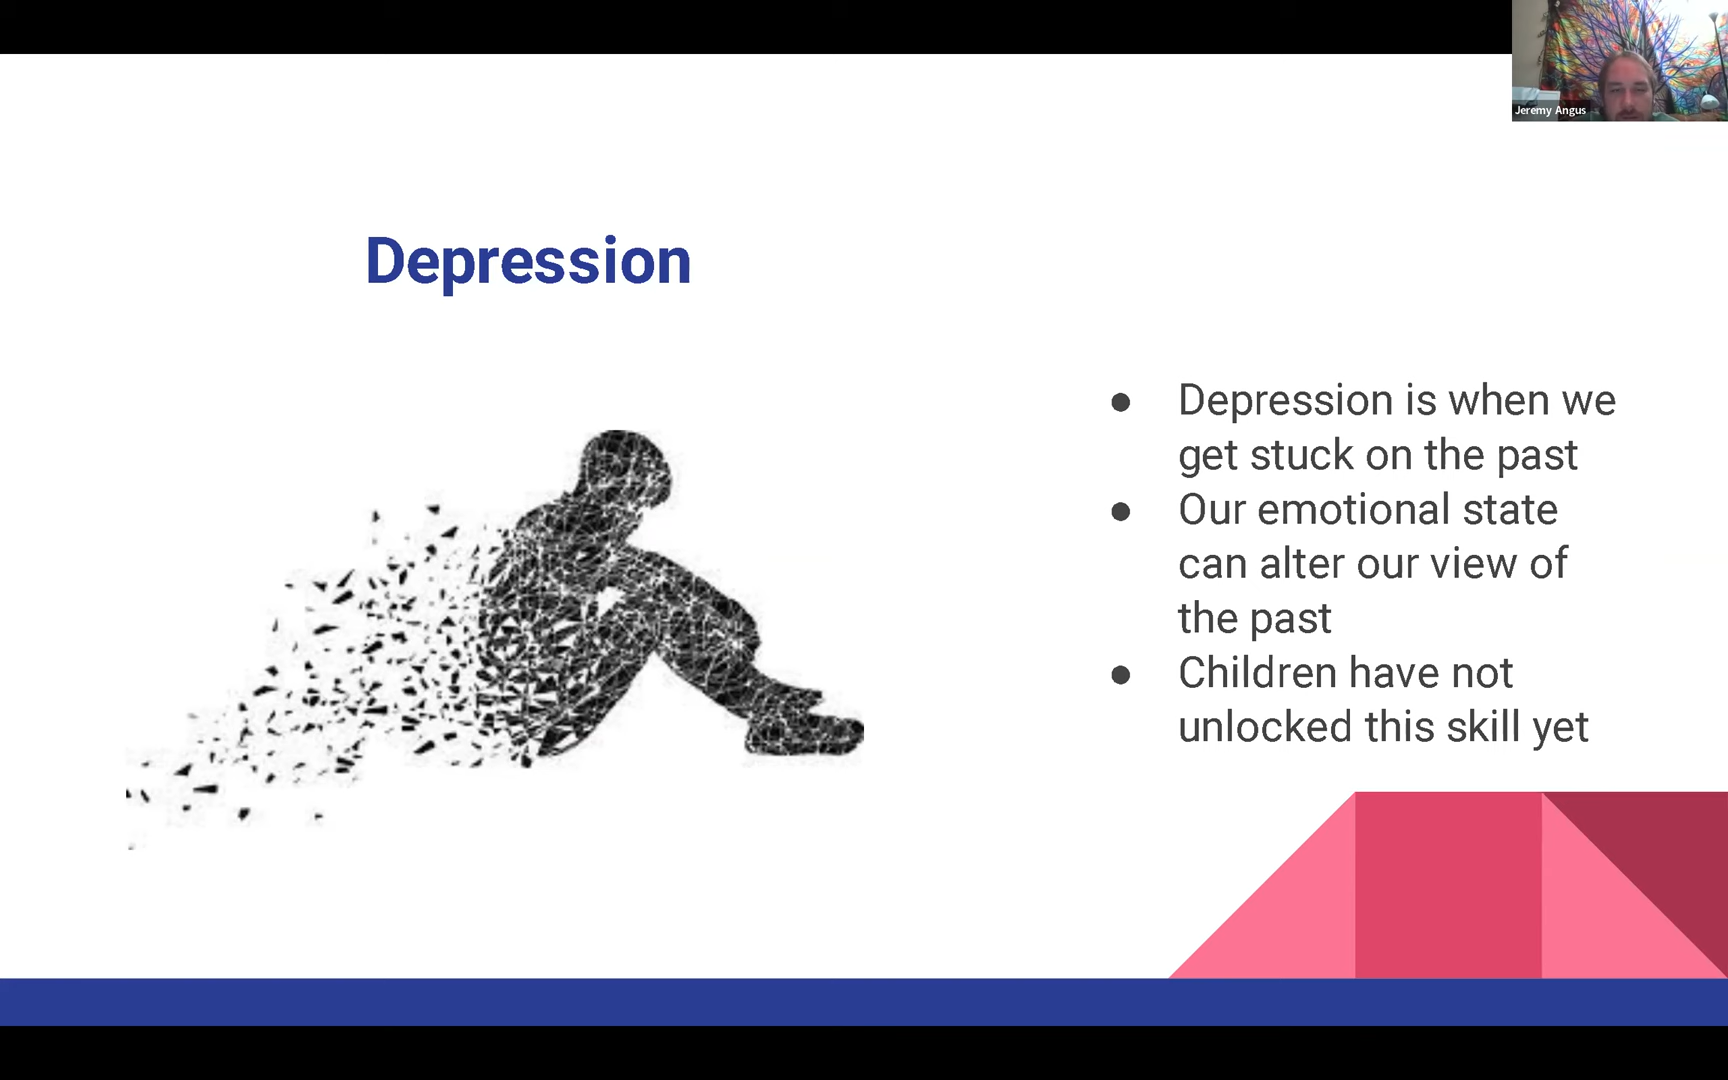 Jeremy Angus
Depression
● Depression is when we
get stuck on the past
● Our emotional state
can alter our view of
the past
● Children have not
unlocked this skill yet